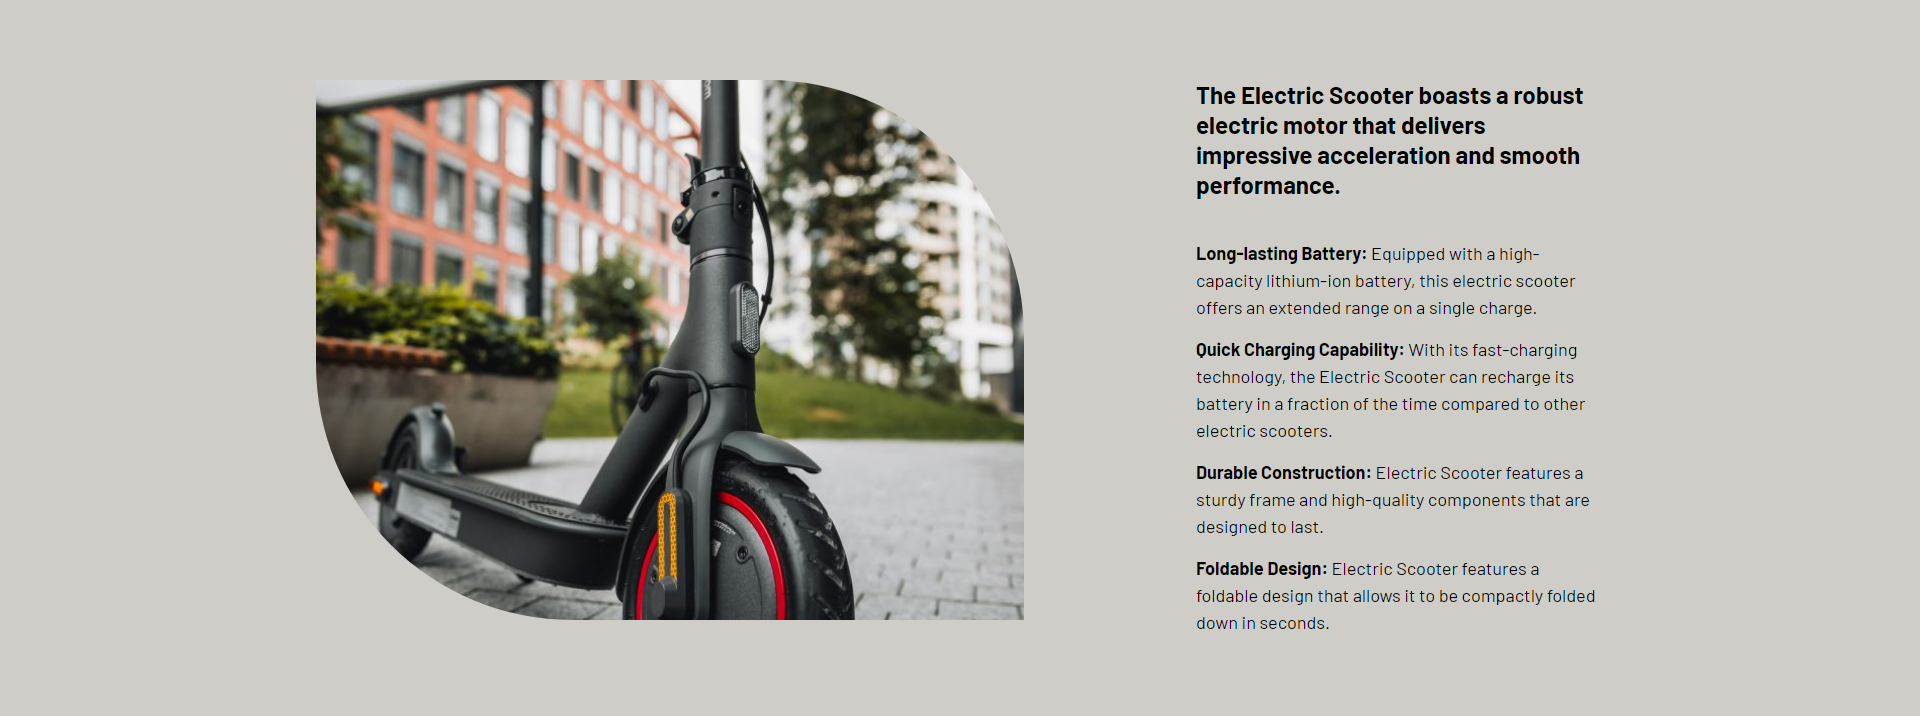 The Electric Scooter boasts a robust
electric motor that delivers
impressive acceleration and smooth
performance.
Long-lasting Battery: Equipped with a high-
capacity lithium-ion battery, this electric scooter
offers an extended range on a single charge.
Quick Charging Capability: With its fast-charging
technology, the Electric Scooter can recharge its
battery in a fraction of the time compared to other
electric scooters.
Durable Construction: Electric Scooter features a
sturdy frame and high-quality components that are
designed to last.
Foldable Design: Electric Scooter features a
foldable design that allows it to be compactly folded
down in seconds.